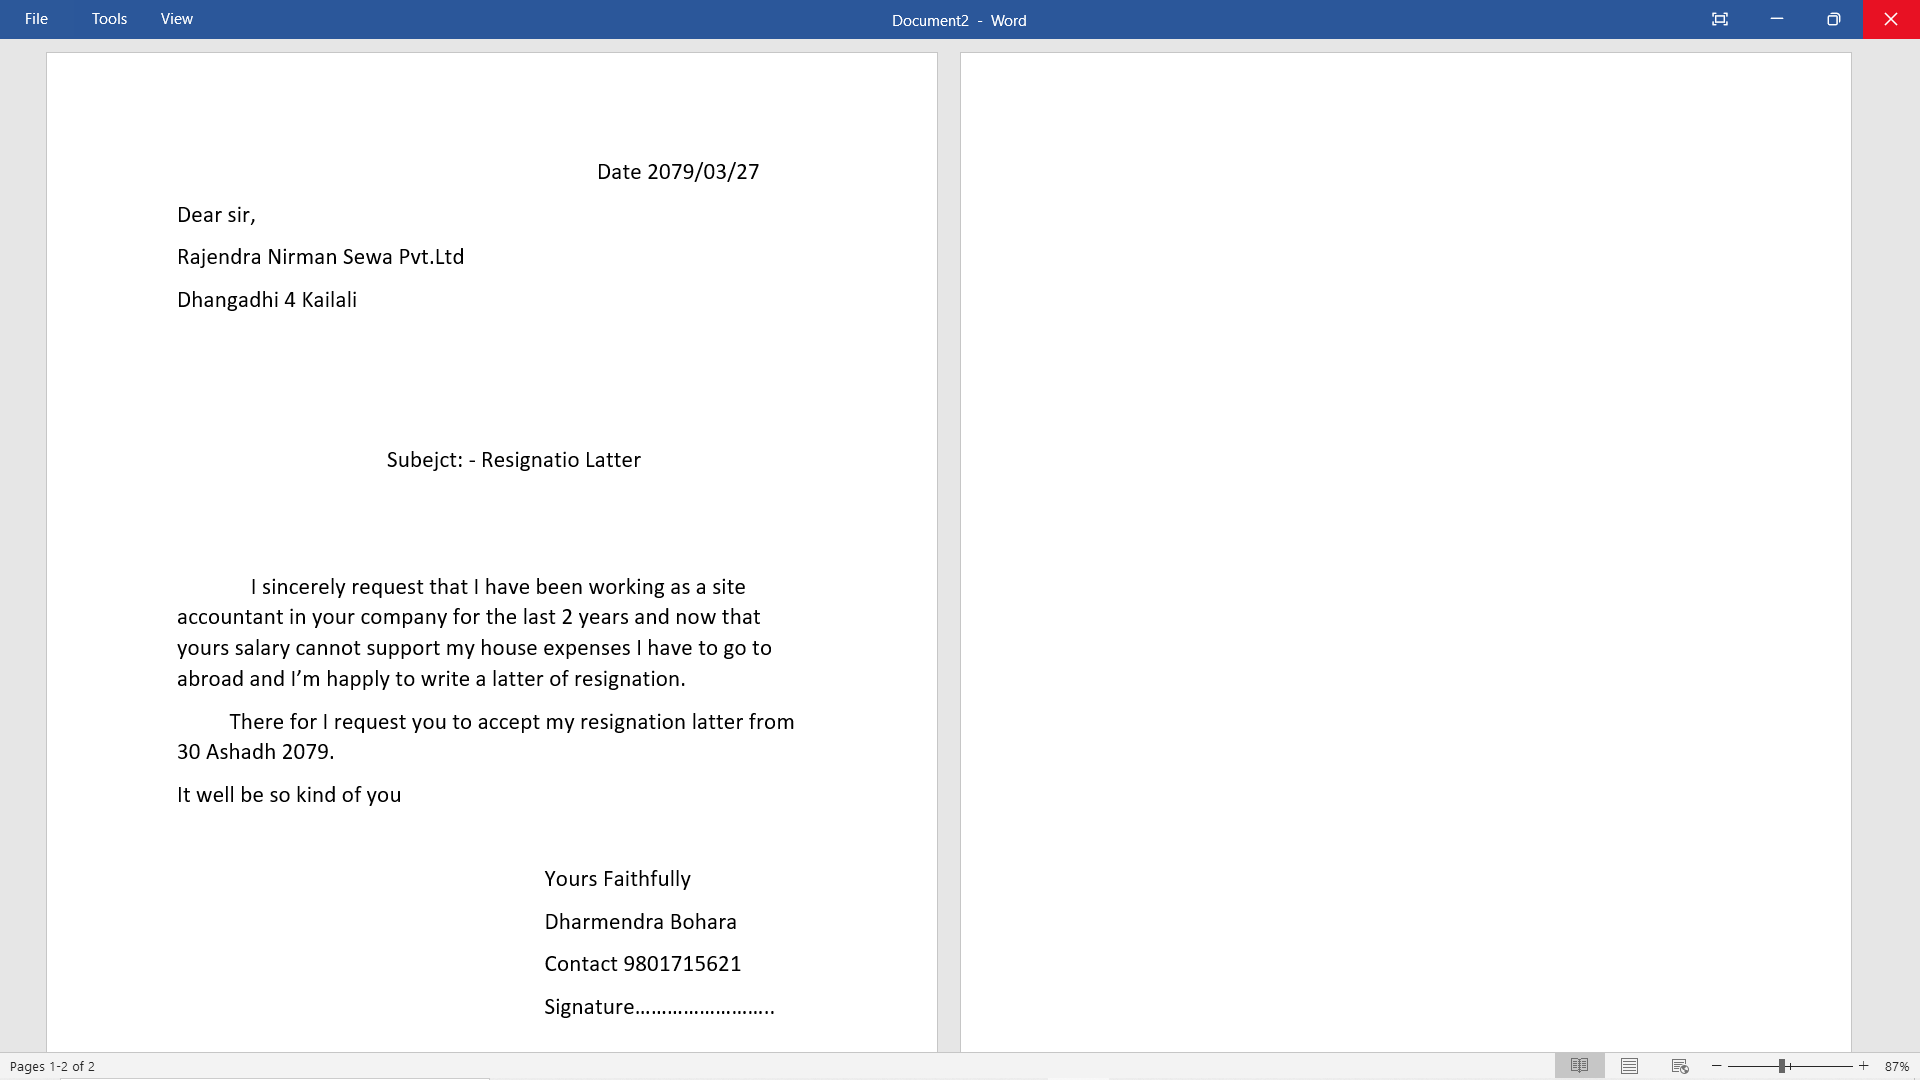 File Tools View Document2 - Word
Date 2079/03/27
Dear sir,
Rajendra Nirman Sewa Pvt.Ltd
Dhangadhi 4 Kailali
Subejct: - Resignatio Latter
I sincerely request that I have been working as a site
accountant in your company for the last 2 years and now that
yours salary cannot support my house expenses I have to go to
abroad and I’m happly to write a latter of resignation.
There for I request you to accept my resignation latter from
30 Ashadh 2079.
It well be so kind of you
Yours Faithfully
Dharmendra Bohara
Contact 9801715621
Signature……………………..
Pages 1-2 of 2 87%